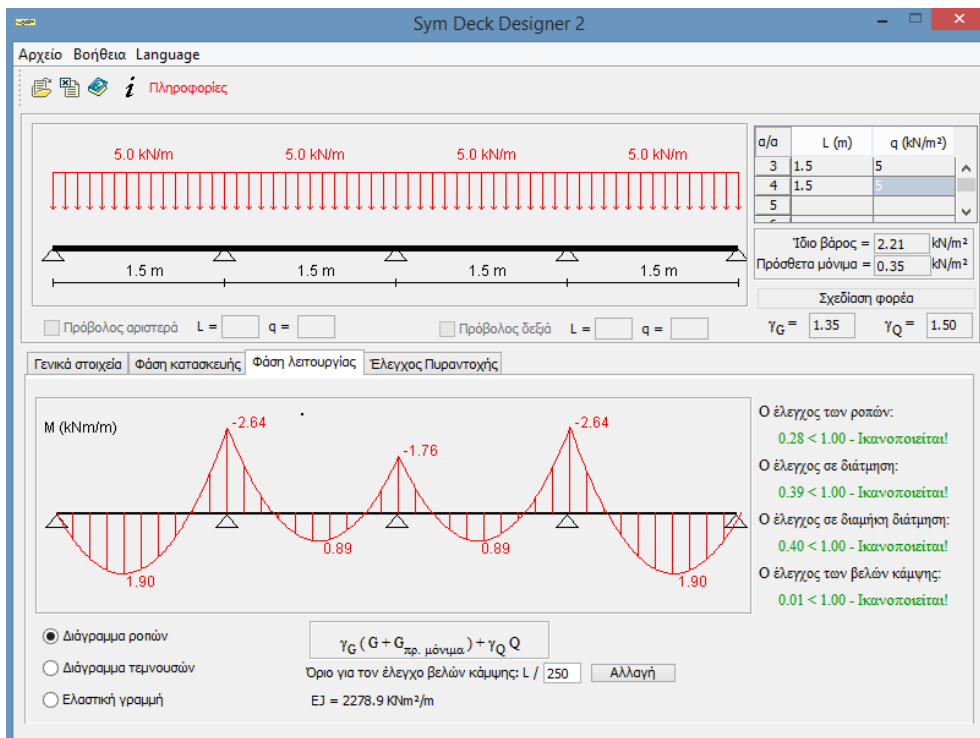 Sym Deck Designer 2
Αρχείο Βοήθεια Language
i Πληροφορίες
5.0 kN/m 5.0 kN/m 5.0 kN/m 5.0 kN/m
1.5 m 1.5 m 1.5 m 1.5 m
Πρόβολος αριστερά L = q = Πρόβολος δεξιά L = q =
α/α L (m) q (kN/m²)
3 1.5 5
4 1.5 5
5
Ίδιο βάρος = 2.21 kN/m²
Πρόσθετα μόνιμα = 0.35 kN/m²
Σχεδίαση φορέα
γG = 1.35 γQ = 1.50
Γενικά στοιχεία Φάση κατασκευής Φάση λειτουργίας Έλεγχος Πυραντοχής
M (kNm/m)
-2.64 -1.76 -2.64
1.90 0.89 0.89 1.90
Ο έλεγχος των ροπών:
0.28 < 1.00 - Ικανοποιείται!
Ο έλεγχος σε διάτμηση:
0.39 < 1.00 - Ικανοποιείται!
Ο έλεγχος σε διαμήκη διάτμηση:
0.40 < 1.00 - Ικανοποιείται!
Ο έλεγχος των βελών κάμψης:
0.01 < 1.00 - Ικανοποιείται!
Διάγραμμα ροπών
Διάγραμμα τεμνουσών
Ελαστική γραμμή
γG (G + Gπρ. μόνιμα) + γQ Q
Όριο για τον έλεγχο βελών κάμψης: L / 250 Αλλαγή
EJ = 2278.9 KNm²/m